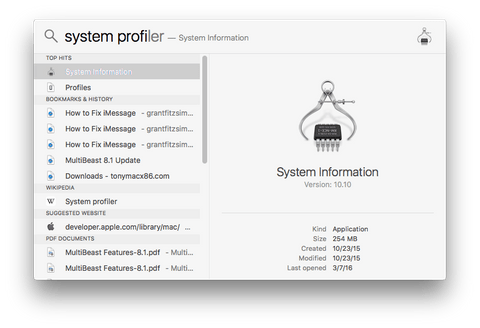 system profiler — System Information
TOP HITS
System Information
Profiles
BOOKMARKS & HISTORY
How to Fix iMessage - grantfitzsim...
How to Fix iMessage - grantfitzsim...
How to Fix iMessage - grantfitzsim...
MultiBeast 8.1 Update
Downloads - tonymacx86.com
WIKIPEDIA
W System profiler
SUGGESTED WEBSITE
developer.apple.com/library/mac/ ...
PDF DOCUMENTS
MultiBeast Features-8.1.pdf - Multi...
MultiBeast Features-8.1.pdf - Multi...
System Information
Version: 10.10
Kind Application
Size 254 MB
Created 10/23/15
Modified 10/23/15
Last opened 3/7/16